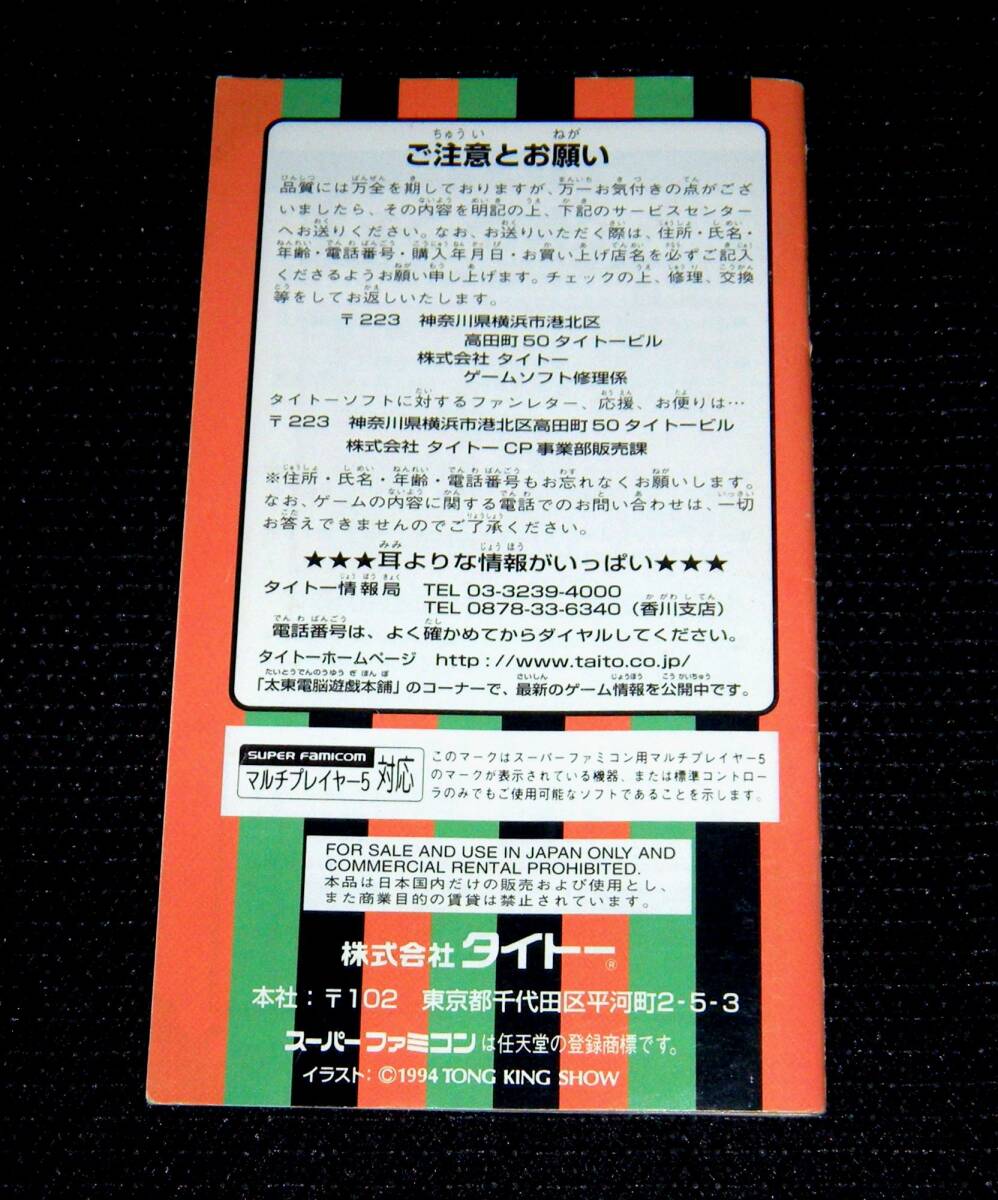 ご注意とお願い
品質には万全を期しておりますが、万一お気付きの点がござ
いましたら、その内容を明記の上、下記のサービスセンター
へお送りください。なお、お送りいただく際は、住所・氏名・
年齢・電話番号・購入年月日・お買い上げ店名を必ずご記入
くださるようお願い申し上げます。チェックの上、修理、交換
等をしてお返しいたします。
〒223 神奈川県横浜市港北区
高田町50タイトービル
株式会社 タイトー
ゲームソフト修理係
タイトーソフトに対するファンレター、応援、お便りは…
〒223 神奈川県横浜市港北区高田町50タイトービル
株式会社 タイトーCP事業部販売課
※住所・氏名・年齢・電話番号もお忘れなくお願いします。
なお、ゲームの内容に関する電話でのお問い合わせは、一切
お答えできませんのでご了承ください。
★★★耳よりな情報がいっぱい★★★
タイトー情報局 TEL 03-3239-4000
TEL 0878-33-6340（香川支店）
電話番号は、よく確かめてからダイヤルしてください。
タイトーホームページ http://www.taito.co.jp/
「太東電脳遊戯本舗」のコーナーで、最新のゲーム情報を公開中です。
SUPER FAMICOM
マルチプレイヤー5 対応
このマークはスーパーファミコン用マルチプレイヤー5
のマークが表示されている機器、または標準コントロー
ラのみでもご使用可能なソフトであることを示します。
FOR SALE AND USE IN JAPAN ONLY AND
COMMERCIAL RENTAL PROHIBITED.
本品は日本国内だけの販売および使用とし、
また商業目的の賃貸は禁止されています。
株式会社 タイトー®
本社：〒102 東京都千代田区平河町2-5-3
スーパーファミコンは任天堂の登録商標です。
イラスト：©1994 TONG KING SHOW